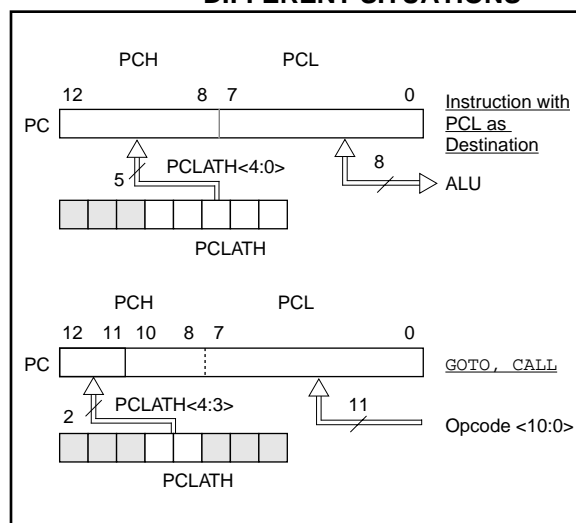 DIFFERENT SITUATIONS
PCH PCL
12 8 7 0
PC
Instruction with
PCL as
Destination
5
PCLATH<4:0>
8
ALU
PCLATH
PCH PCL
12 11 10 8 7 0
PC
GOTO, CALL
2
PCLATH<4:3>
11
Opcode <10:0>
PCLATH